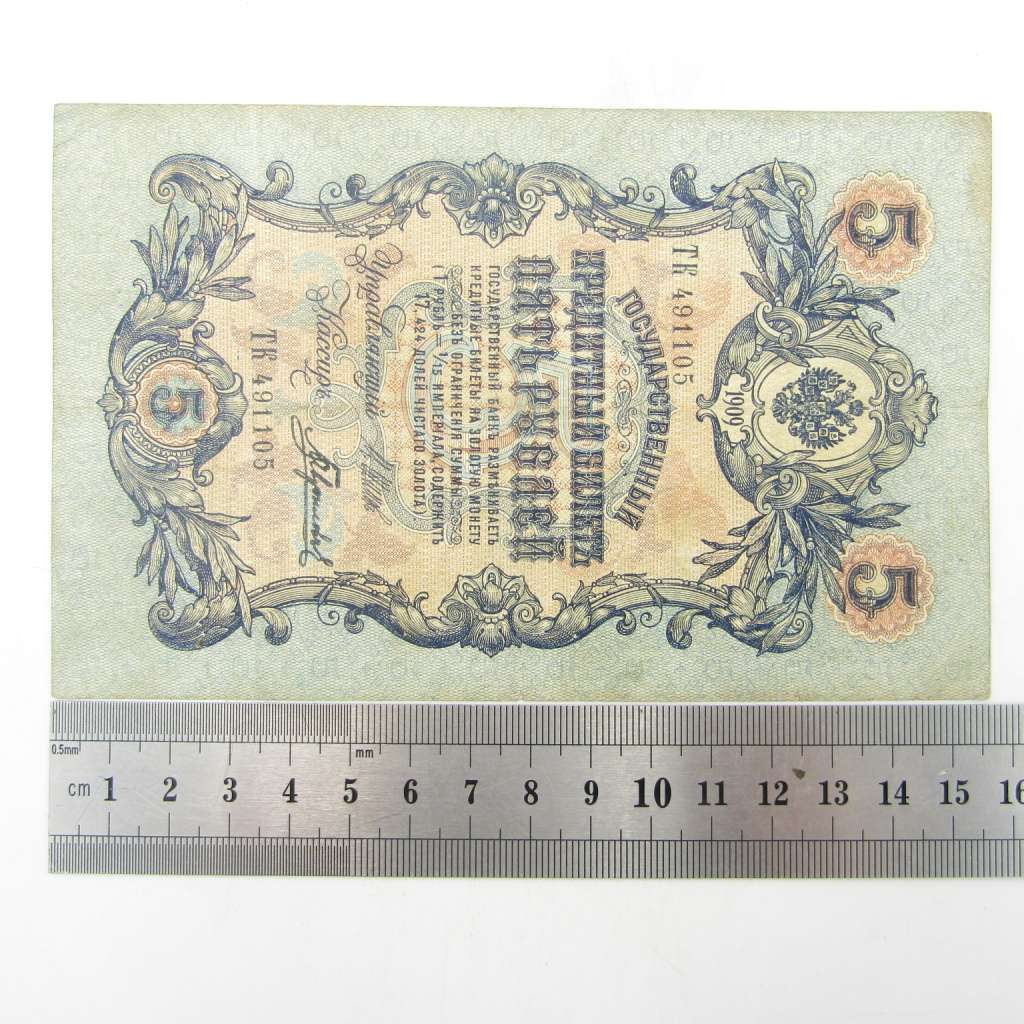 5 5
1909
ГОСУДАРСТВЕННЫЙ
КРЕДИТНЫЙ БИЛЕТЪ
ТК 491105
ПЯТЬ РУБЛЕЙ
ГОСУДАРСТВЕННЫЙ БАНКЪ РАЗМѢНИВАЕТЪ
КРЕДИТНЫЕ БИЛЕТЫ НА ЗОЛОТУЮ МОНЕТУ
БЕЗЪ ОГРАНИЧЕНІЯ СУММЫ
(1 РУБЛЬ = 1/15 ИМПЕРІАЛА, СОДЕРЖИТЪ
17,424 ДОЛЕЙ ЧИСТАГО ЗОЛОТА)
Управляющій
Кассиръ
ТК 491105
5
0.5mm mm
cm 1 2 3 4 5 6 7 8 9 10 11 12 13 14 15 16